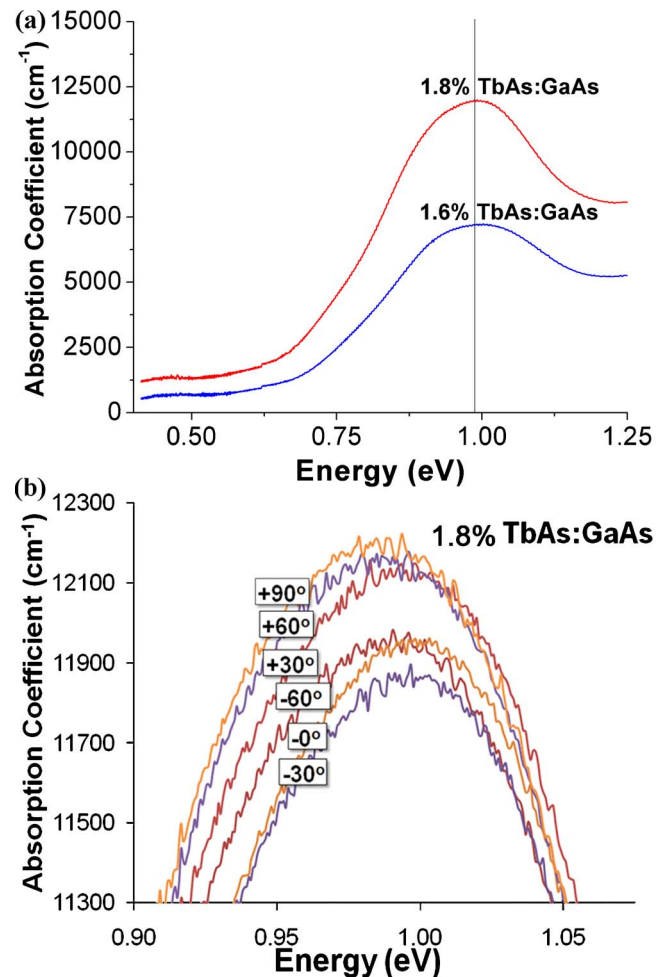 (a)
15000
12500
10000
7500
5000
2500
0
Absorption Coefficient (cm⁻¹)
1.8% TbAs:GaAs
1.6% TbAs:GaAs
0.50 0.75 1.00 1.25
Energy (eV)
(b)
12300
12100
11900
11700
11500
11300
Absorption Coefficient (cm⁻¹)
1.8% TbAs:GaAs
+90°
+60°
+30°
-60°
-0°
-30°
0.90 0.95 1.00 1.05
Energy (eV)